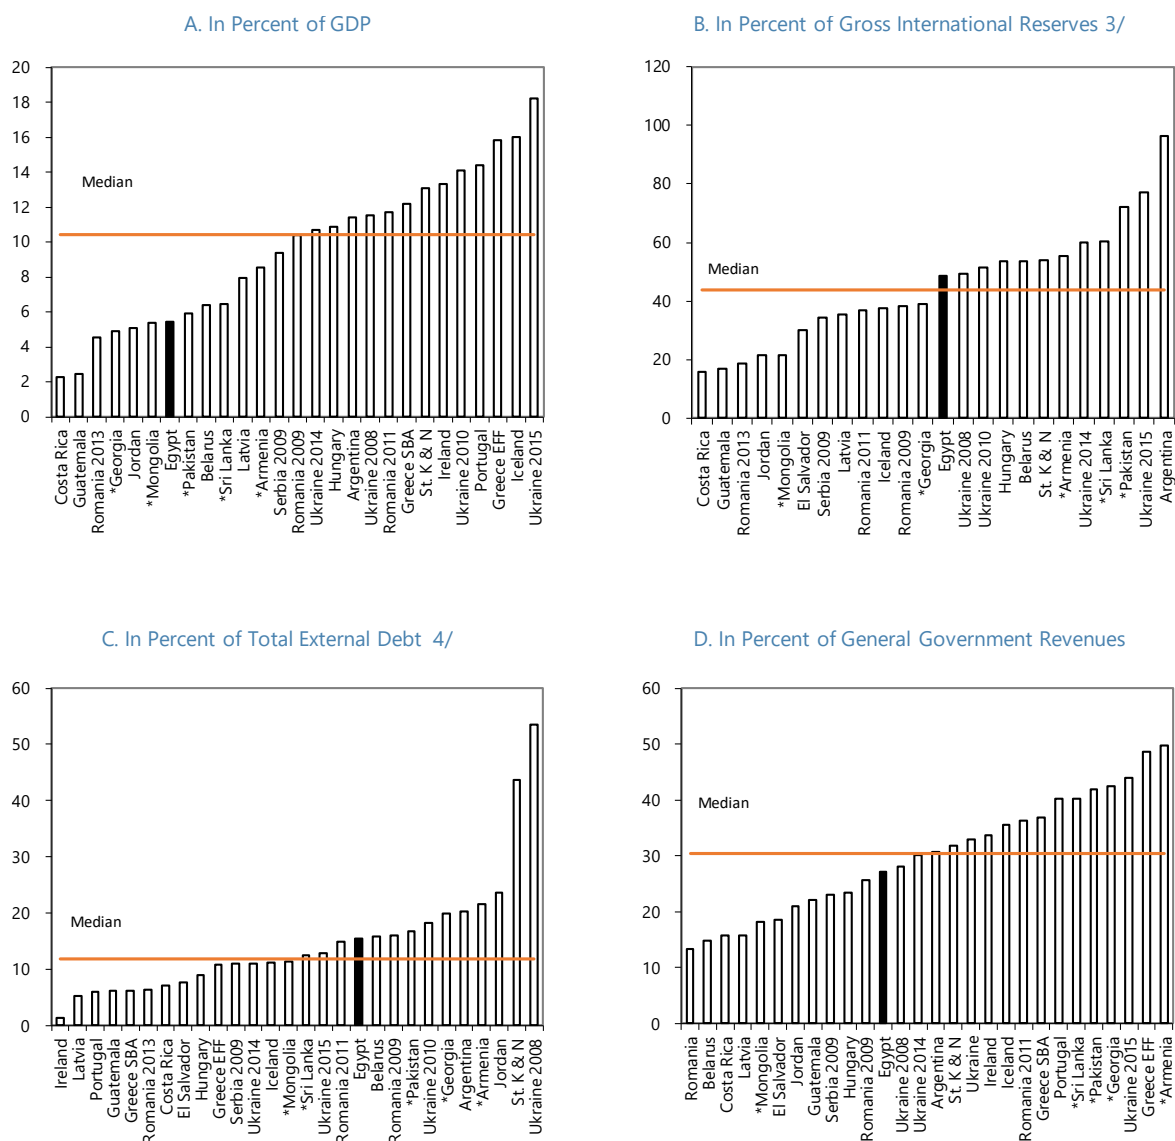 A. In Percent of GDP
20
18
16
14
12
10
8
6
4
2
0
Median
Costa Rica
Guatemala
Romania 2013
*Georgia
Jordan
*Mongolia
Egypt
*Pakistan
Belarus
*Sri Lanka
Latvia
*Armenia
Serbia 2009
Romania 2009
Ukraine 2014
Hungary
Argentina
Ukraine 2008
Romania 2011
Greece SBA
St. K & N
Ireland
Ukraine 2010
Portugal
Greece EFF
Iceland
Ukraine 2015
B. In Percent of Gross International Reserves 3/
120
100
80
60
40
20
0
Median
Costa Rica
Guatemala
Romania 2013
Jordan
*Mongolia
El Salvador
Serbia 2009
Latvia
Romania 2011
Iceland
Romania 2009
*Georgia
Egypt
Ukraine 2008
Ukraine 2010
Hungary
Belarus
St. K & N
*Armenia
Ukraine 2014
*Sri Lanka
*Pakistan
Ukraine 2015
Argentina
C. In Percent of Total External Debt 4/
60
50
40
30
20
10
0
Median
Ireland
Latvia
Portugal
Guatemala
Greece SBA
Romania 2013
Costa Rica
El Salvador
Hungary
Greece EFF
Serbia 2009
Ukraine 2014
Iceland
*Mongolia
*Sri Lanka
Ukraine 2015
Romania 2011
Egypt
Belarus
Romania 2009
*Pakistan
Ukraine 2010
*Georgia
Argentina
*Armenia
Jordan
St. K & N
Ukraine 2008
D. In Percent of General Government Revenues
60
50
40
30
20
10
0
Median
Romania
Belarus
Costa Rica
Latvia
*Mongolia
El Salvador
Jordan
Guatemala
Serbia 2009
Hungary
Romania 2009
Egypt
Ukraine 2008
Ukraine 2014
Argentina
St. K & N
Ukraine
Ireland
Iceland
Romania 2011
Greece SBA
Portugal
*Sri Lanka
*Pakistan
*Georgia
Ukraine 2015
Greece EFF
*Armenia